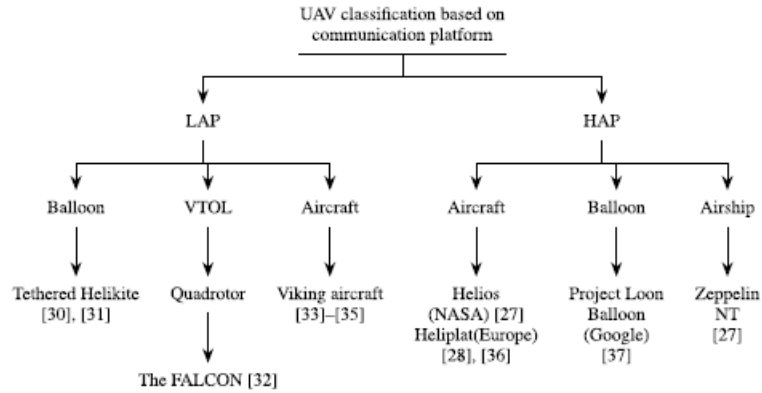 UAV classification based on
communication platform
LAP
HAP
Balloon
VTOL
Aircraft
Aircraft
Balloon
Airship
Tethered Helikite
[30], [31]
Quadrotor
The FALCON [32]
Viking aircraft
[33]–[35]
Helios
(NASA) [27]
Heliplat(Europe)
[28], [36]
Project Loon
Balloon
(Google)
[37]
Zeppelin
NT
[27]